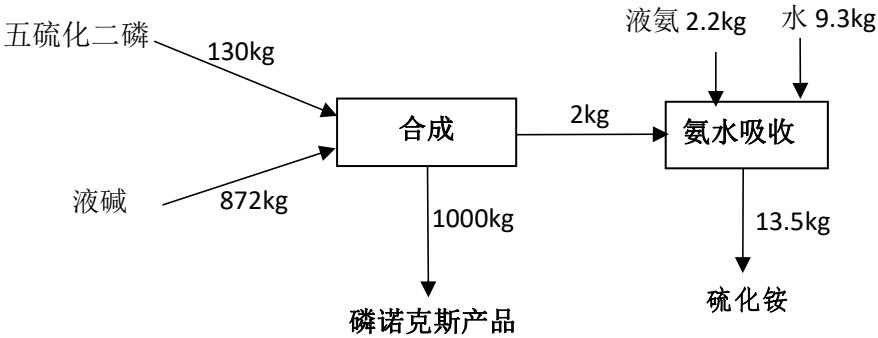 液氨 2.2kg
水 9.3kg
五硫化二磷
130kg
合成
2kg
氨水吸收
液碱
872kg
1000kg
13.5kg
硫化铵
磷诺克斯产品